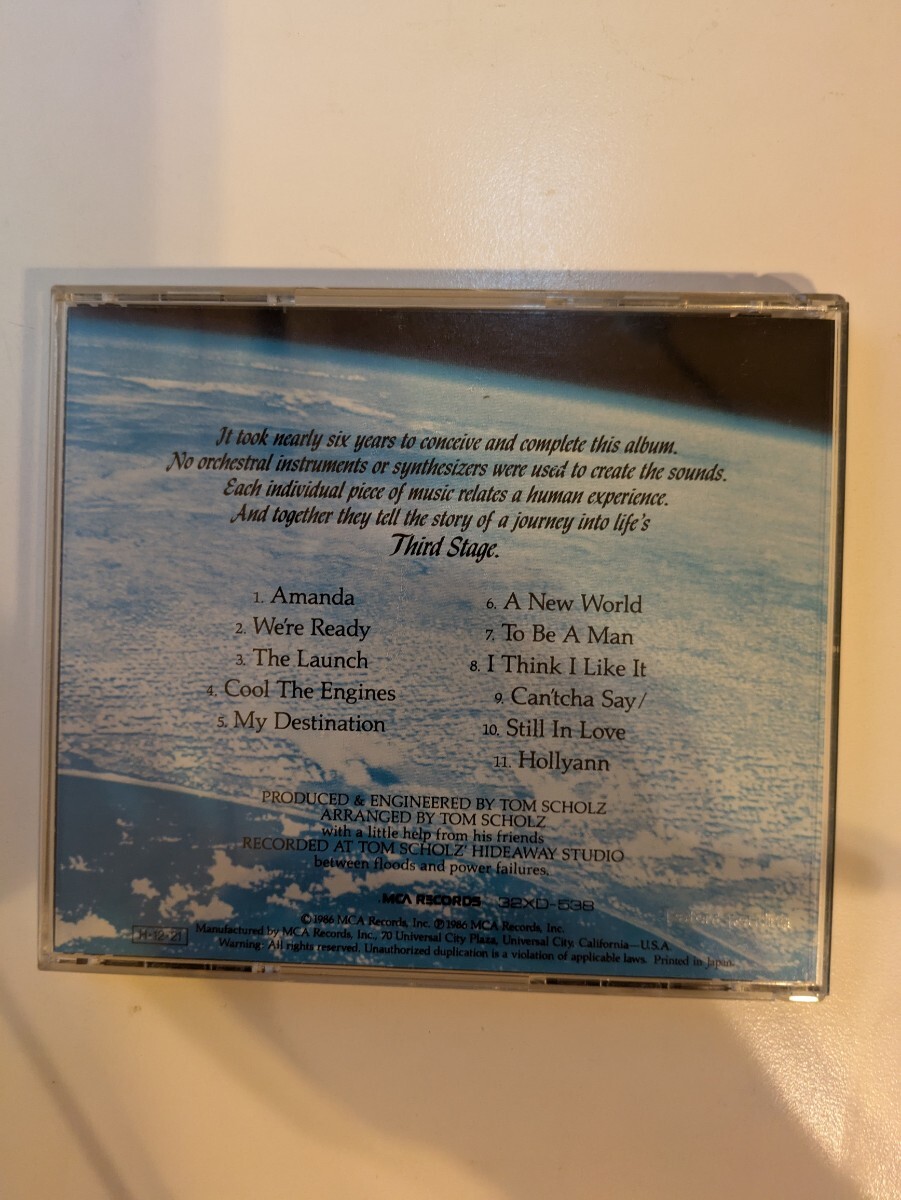 It took nearly six years to conceive and complete this album.
No orchestral instruments or synthesizers were used to create the sounds.
Each individual piece of music relates a human experience.
And together they tell the story of a journey into life's
Third Stage.
1. Amanda
2. We're Ready
3. The Launch
4. Cool The Engines
5. My Destination
6. A New World
7. To Be A Man
8. I Think I Like It
9. Can'tcha Say/
10. Still In Love
11. Hollyann
PRODUCED & ENGINEERED BY TOM SCHOLZ
ARRANGED BY TOM SCHOLZ
with a little help from his friends
RECORDED AT TOM SCHOLZ' HIDEAWAY STUDIO
between floods and power failures.
MCA RECORDS 32XD-538
©1986 MCA Records, Inc. ℗1986 MCA Records, Inc.
Manufactured by MCA Records, Inc., 70 Universal City Plaza, Universal City, California—U.S.A.
Warning: All rights reserved. Unauthorized duplication is a violation of applicable laws. Printed in Japan.
H·12·21